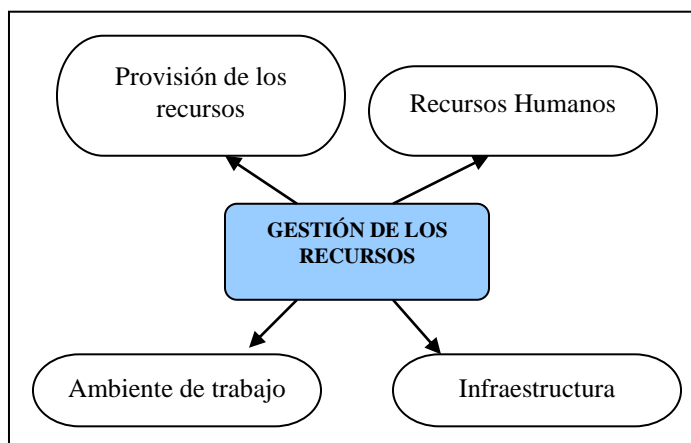 Provisión de los
recursos
Recursos Humanos
GESTIÓN DE LOS
RECURSOS
Ambiente de trabajo
Infraestructura